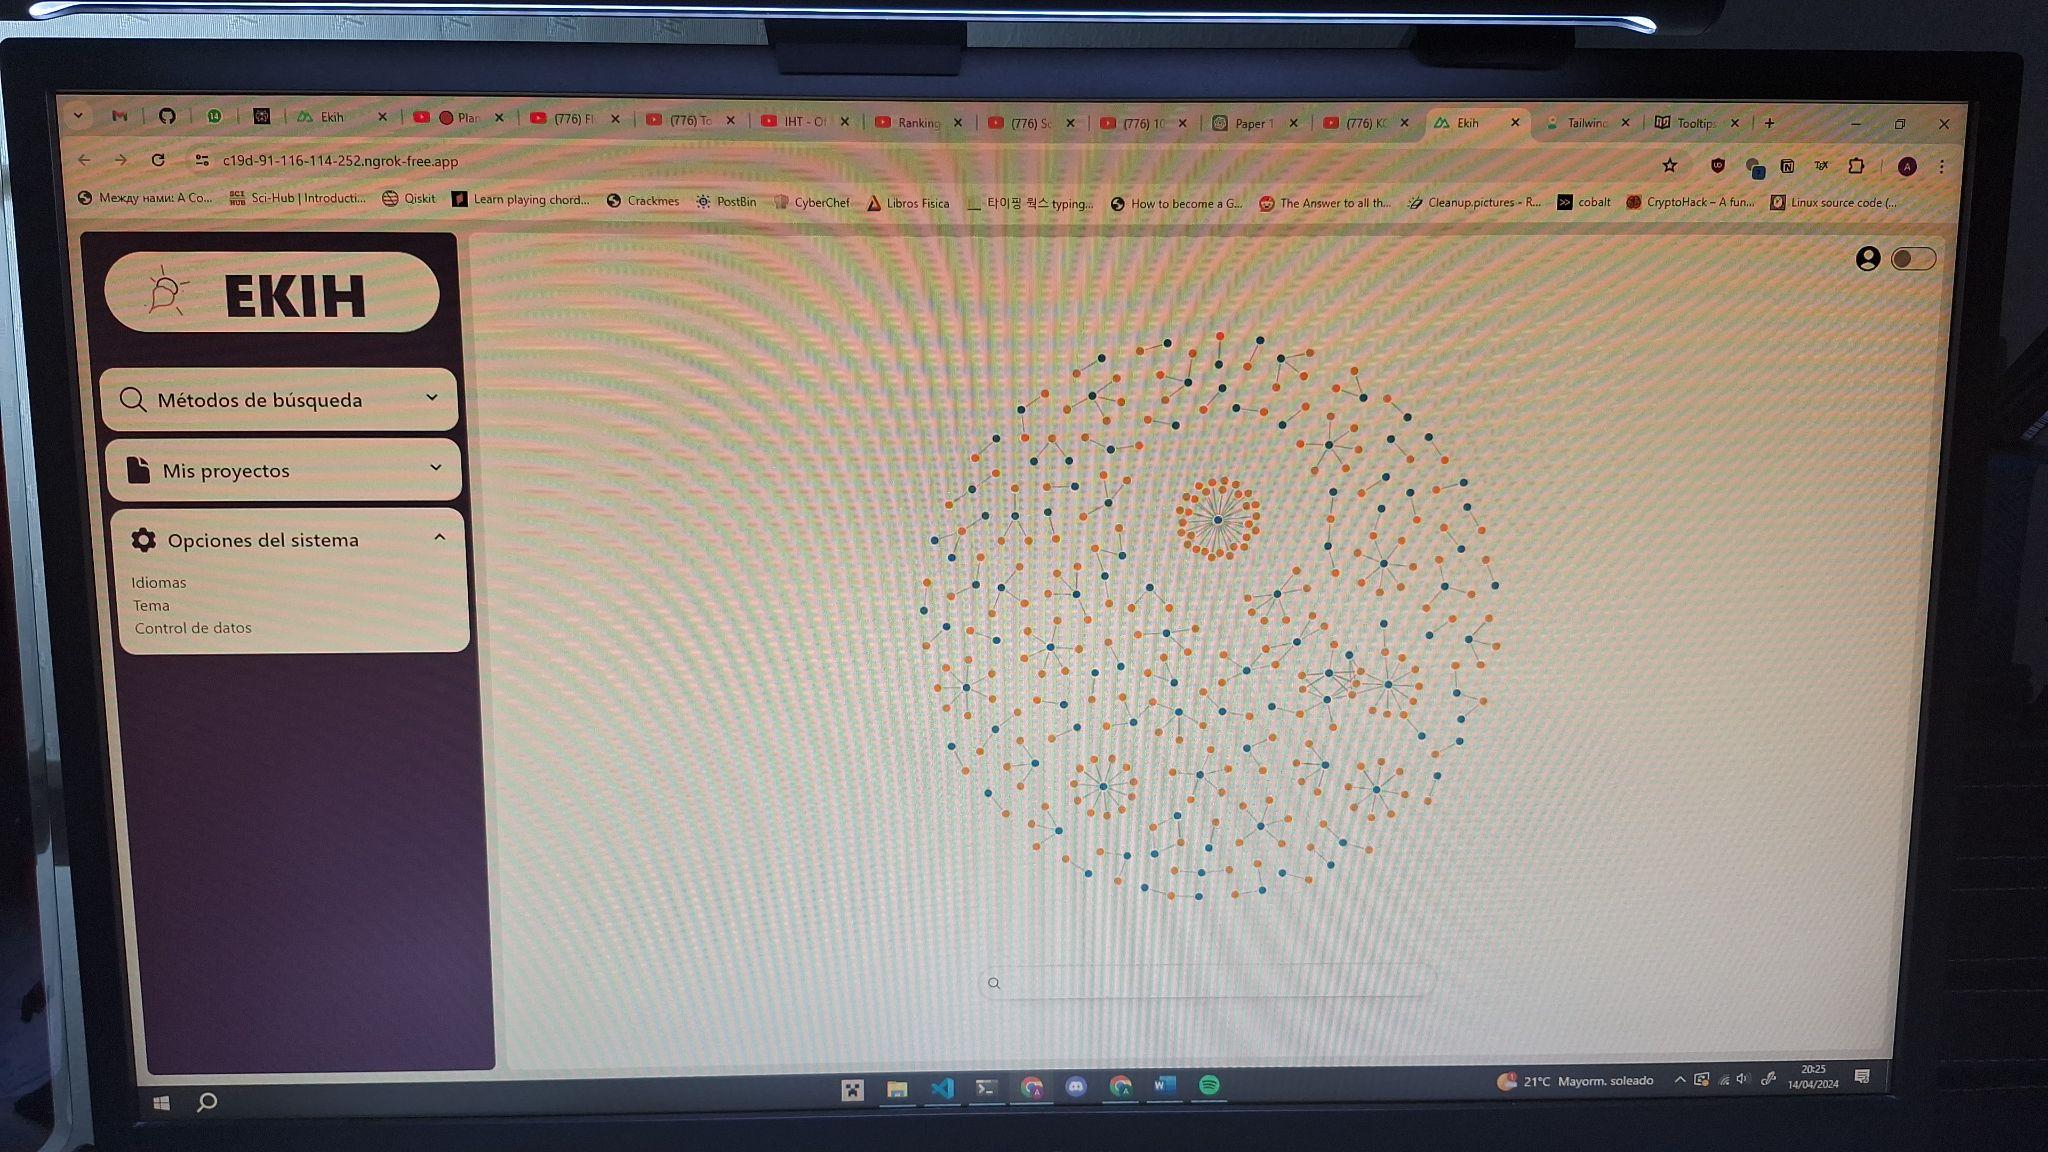 Ekih
Plan
(776) Fl
(776) To
IHT - Of
Ranking
(776) Sc
(776) 10
Paper 1
(776) KC
Ekih
Tailwinc
Tooltips
c19d-91-116-114-252.ngrok-free.app
Между нами: A Co...
SCI HUB
Sci-Hub | Introducti...
Qiskit
Learn playing chord...
Crackmes
PostBin
CyberChef
Libros Fisica
타이핑 웍스 typing...
How to become a G...
The Answer to all th...
Cleanup.pictures - R...
cobalt
CryptoHack – A fun...
Linux source code (...
EKIH
Métodos de búsqueda
Mis proyectos
Opciones del sistema
Idiomas
Tema
Control de datos
21°C Mayorm. soleado
20:25
14/04/2024